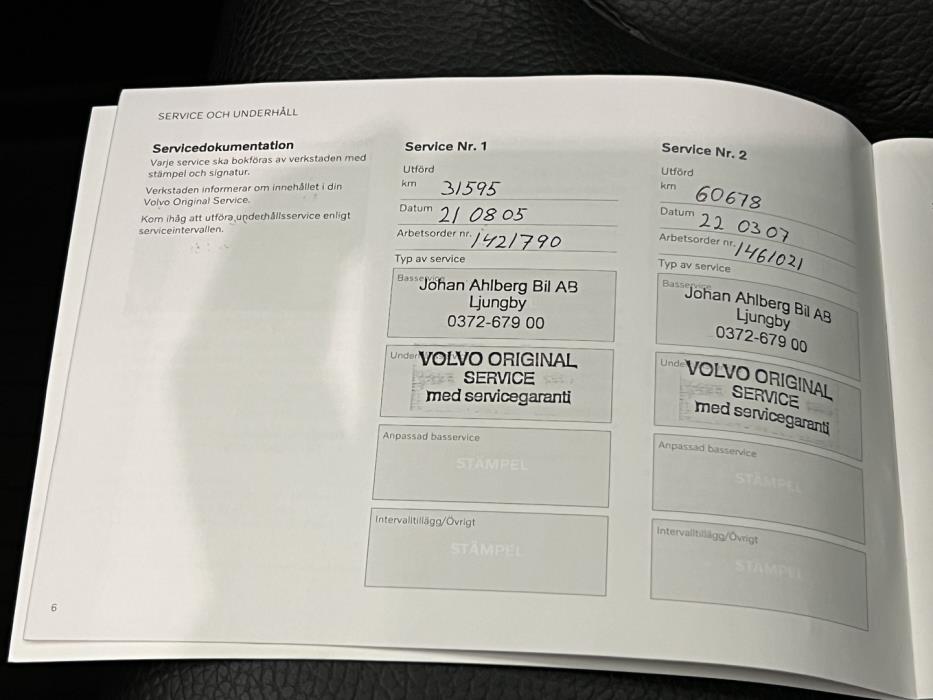 SERVICE OCH UNDERHÅLL
Servicedokumentation
Varje service ska bokföras av verkstaden med
stämpel och signatur.
Verkstaden informerar om innehållet i din
Volvo Original Service.
Kom ihåg att utföra underhållsservice enligt
serviceintervallen.
Service Nr. 1
Utförd
km 31595
Datum 21 08 05
Arbetsorder nr. 1421790
Typ av service
Basservice
Johan Ahlberg Bil AB
Ljungby
0372-679 00
Under
VOLVO ORIGINAL
SERVICE
med servicegaranti
Anpassad basservice
STÄMPEL
Intervalltillägg/Övrigt
STÄMPEL
Service Nr. 2
Utförd
km 60678
Datum 22 03 07
Arbetsorder nr. 1461021
Typ av service
Basservice
Johan Ahlberg Bil AB
Ljungby
0372-679 00
Unde
VOLVO ORIGINAL
SERVICE
med servicegaranti
Anpassad basservice
STÄMPEL
Intervalltillägg/Övrigt
STÄMPEL
6